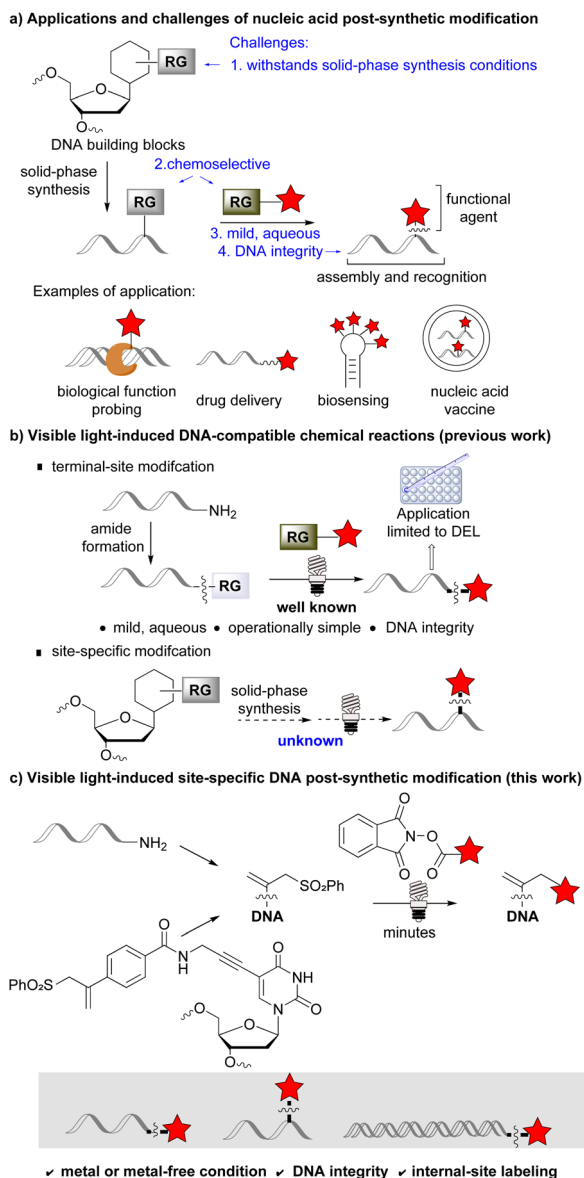 a) Applications and challenges of nucleic acid post-synthetic modification
Challenges:
1. withstands solid-phase synthesis conditions
RG
O
O
O
DNA building blocks
solid-phase
synthesis
2.chemoselective
RG
RG
3. mild, aqueous
4. DNA integrity
functional
agent
assembly and recognition
Examples of application:
biological function
probing
drug delivery
biosensing
nucleic acid
vaccine
b) Visible light-induced DNA-compatible chemical reactions (previous work)
terminal-site modifcation
NH2
amide
formation
RG
RG
well known
Application
limited to DEL
• mild, aqueous • operationally simple • DNA integrity
site-specific modifcation
RG
O
O
O
solid-phase
synthesis
unknown
c) Visible light-induced site-specific DNA post-synthetic modification (this work)
NH2
SO2Ph
DNA
O
N
O
O
O
minutes
DNA
PhO2S
O
N
H
O
NH
N
O
O
O
O
✔ metal or metal-free condition ✔ DNA integrity ✔ internal-site labeling